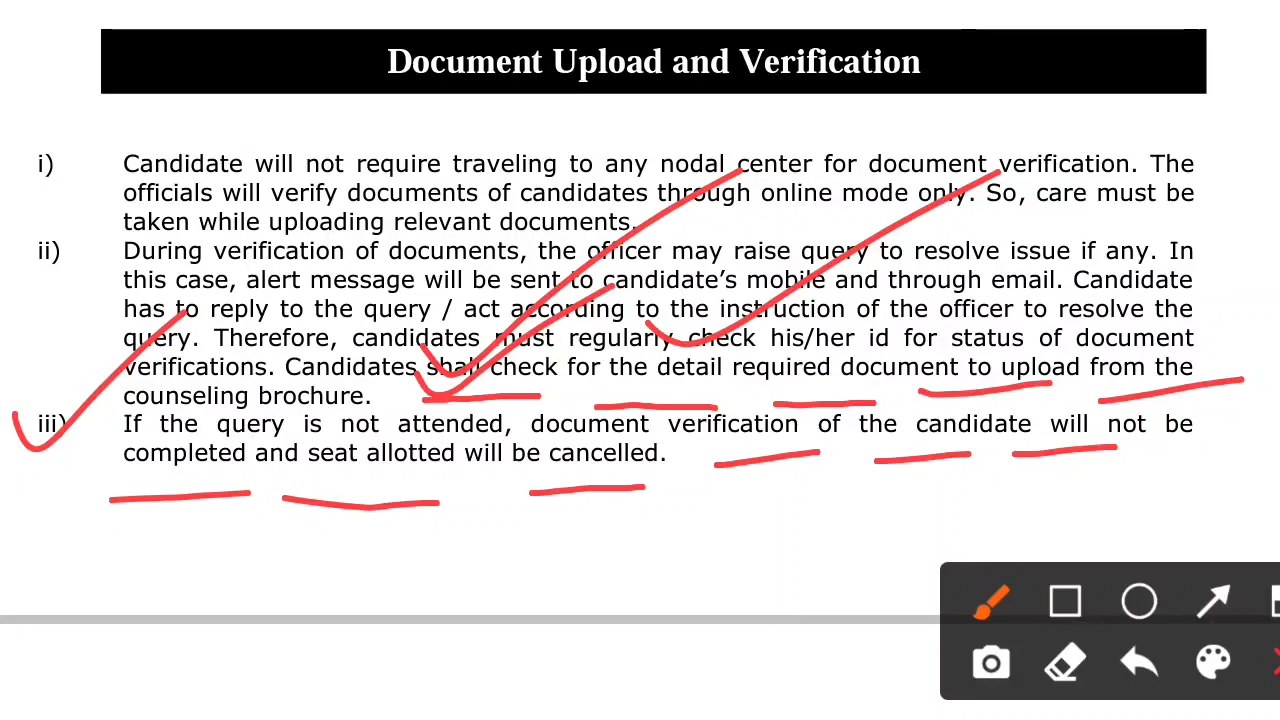 Document Upload and Verification
i) Candidate will not require traveling to any nodal center for document verification. The
officials will verify documents of candidates through online mode only. So, care must be
taken while uploading relevant documents.
ii) During verification of documents, the officer may raise query to resolve issue if any. In
this case, alert message will be sent to candidate's mobile and through email. Candidate
has to reply to the query / act according to the instruction of the officer to resolve the
query. Therefore, candidates must regularly check his/her id for status of document
verifications. Candidates shall check for the detail required document to upload from the
counseling brochure.
iii) If the query is not attended, document verification of the candidate will not be
completed and seat allotted will be cancelled.